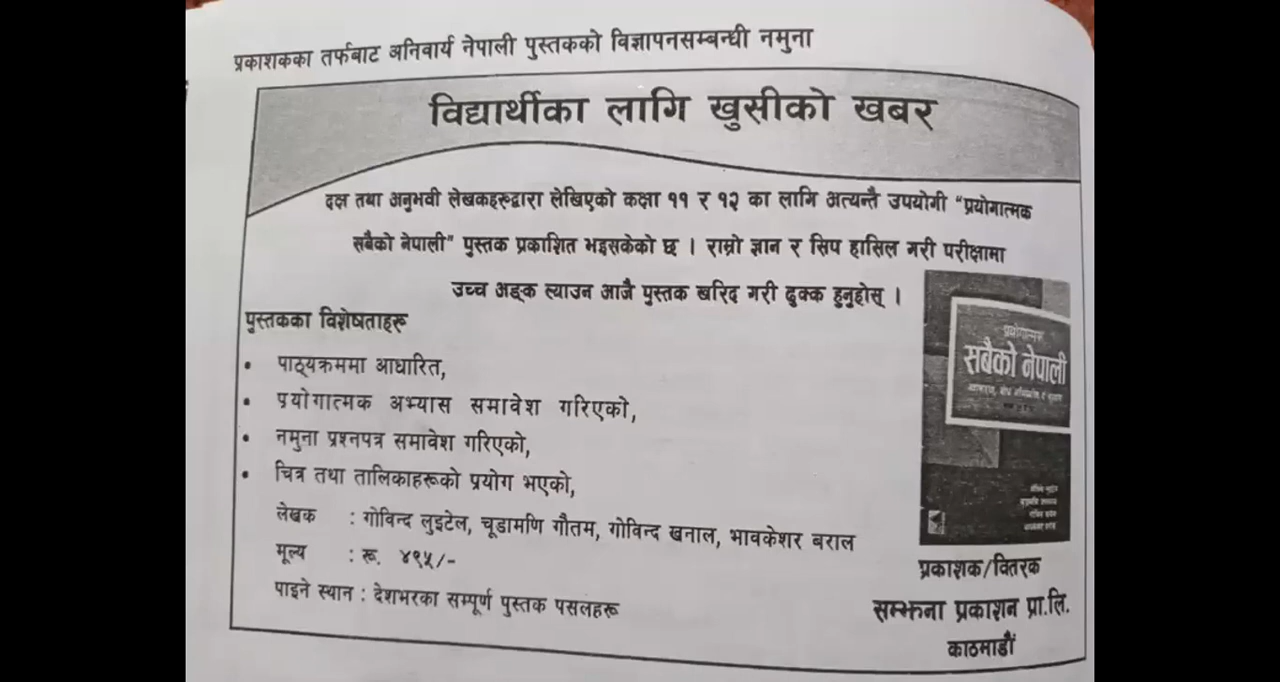 प्रकाशकका तर्फबाट अनिवार्य नेपाली पुस्तकको विज्ञापनसम्बन्धी नमुना
विद्यार्थीका लागि खुसीको खबर
दक्ष तथा अनुभवी लेखकहरूद्वारा लेखिएको कक्षा ११ र १२ का लागि अत्यन्तै उपयोगी "प्रयोगात्मक
सबैको नेपाली" पुस्तक प्रकाशित भइसकेको छ । राम्रो ज्ञान र सिप हासिल गरी परीक्षामा
उच्च अङ्क ल्याउन आजै पुस्तक खरिद गरी ढुक्क हुनुहोस् ।
पुस्तकका विशेषताहरू
• पाठ्यक्रममा आधारित,
• प्रयोगात्मक अभ्यास समावेश गरिएको,
• नमुना प्रश्नपत्र समावेश गरिएको,
• चित्र तथा तालिकाहरूको प्रयोग भएको,
लेखक : गोविन्द लुइटेल, चूडामणि गौतम, गोविन्द खनाल, भावकेशर बराल
मूल्य : रू. ४९५/-
पाइने स्थान : देशभरका सम्पूर्ण पुस्तक पसलहरू
प्रयोगात्मक
सबैको नेपाली
प्रकाशक/वितरक
सम्झना प्रकाशन प्रा.लि.
काठमाडौं